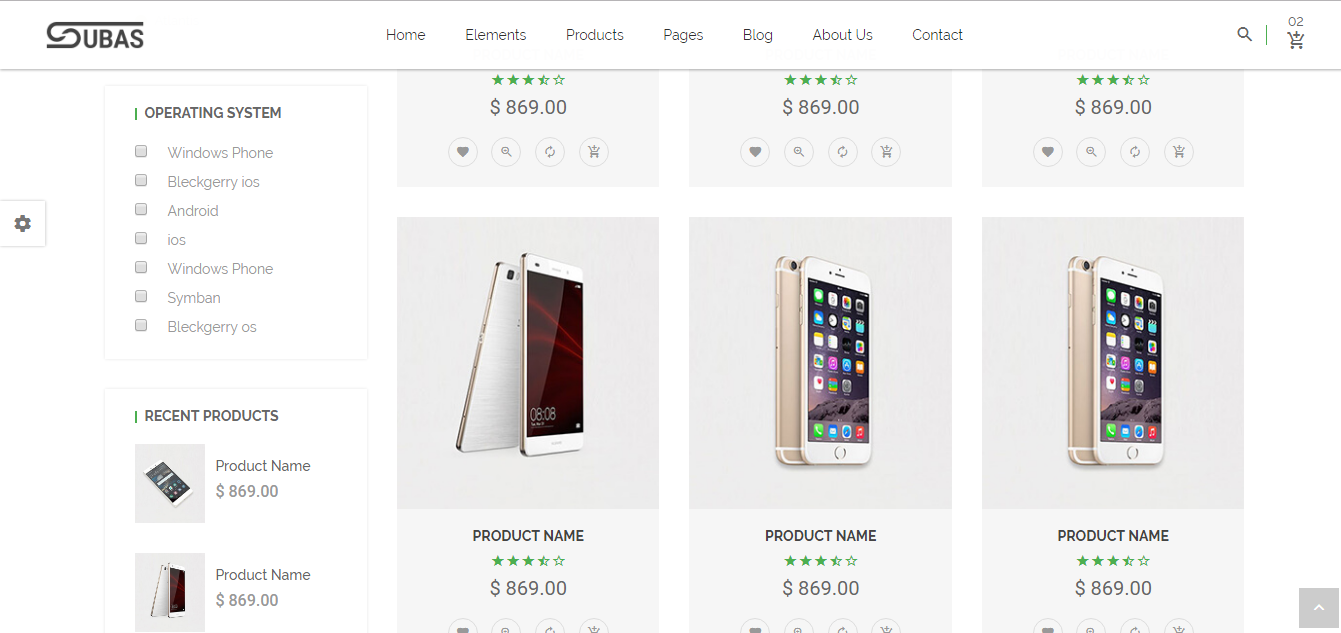 SUBAS
Home Elements Products Pages Blog About Us Contact
02
OPERATING SYSTEM
Windows Phone
Bleckgerry ios
Android
ios
Windows Phone
Symban
Bleckgerry os
RECENT PRODUCTS
Product Name
$ 869.00
Product Name
$ 869.00
$ 869.00 $ 869.00 $ 869.00
08:08
PRODUCT NAME PRODUCT NAME PRODUCT NAME
$ 869.00 $ 869.00 $ 869.00